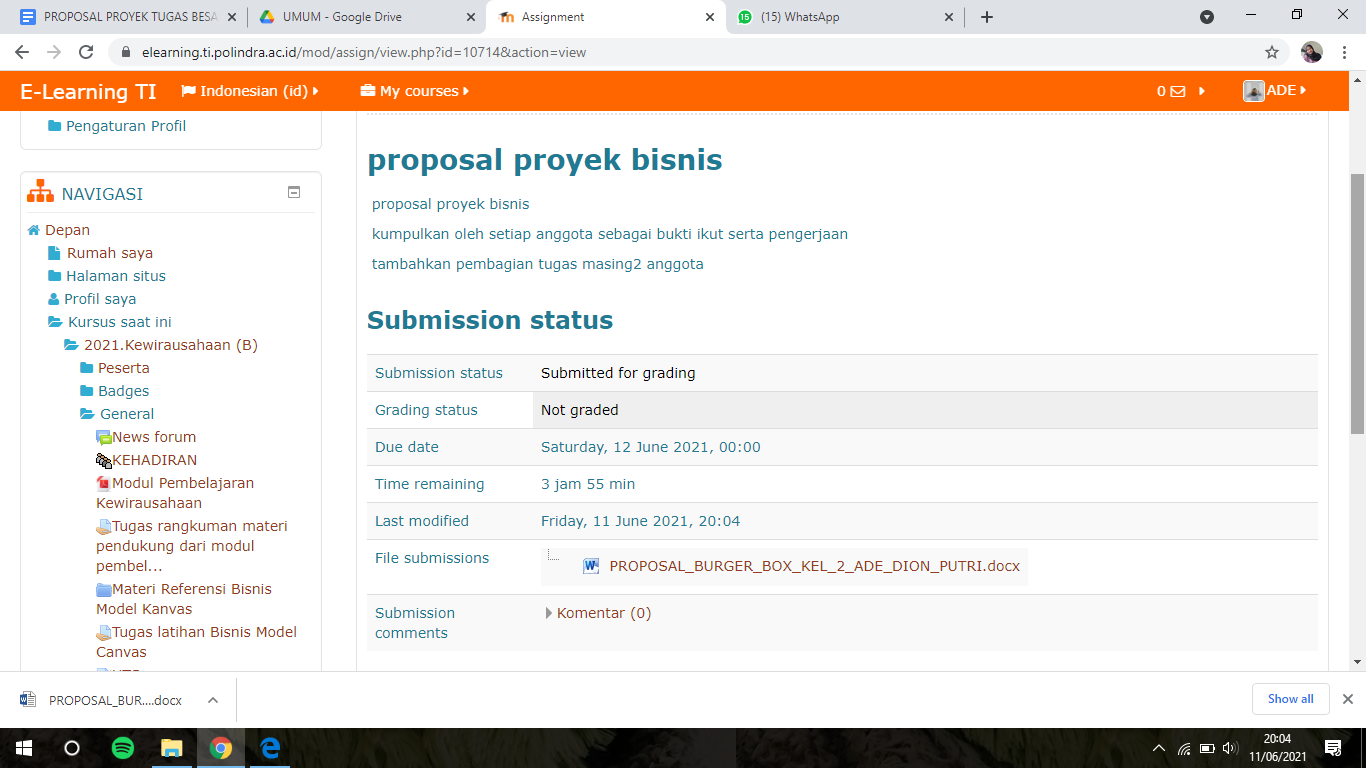 PROPOSAL PROYEK TUGAS BESA
UMUM - Google Drive
Assignment
15
(15) WhatsApp
elearning.ti.polindra.ac.id/mod/assign/view.php?id=10714&action=view
E-Learning TI
Indonesian (id)
My courses
0
ADE
Pengaturan Profil
NAVIGASI
Depan
Rumah saya
Halaman situs
Profil saya
Kursus saat ini
2021.Kewirausahaan (B)
Peserta
Badges
General
News forum
KEHADIRAN
Modul Pembelajaran
Kewirausahaan
Tugas rangkuman materi
pendukung dari modul
pembel...
Materi Referensi Bisnis
Model Kanvas
Tugas latihan Bisnis Model
Canvas
proposal proyek bisnis
proposal proyek bisnis
kumpulkan oleh setiap anggota sebagai bukti ikut serta pengerjaan
tambahkan pembagian tugas masing2 anggota
Submission status
Submission status Submitted for grading
Grading status Not graded
Due date Saturday, 12 June 2021, 00:00
Time remaining 3 jam 55 min
Last modified Friday, 11 June 2021, 20:04
File submissions PROPOSAL_BURGER_BOX_KEL_2_ADE_DION_PUTRI.docx
Submission comments Komentar (0)
PROPOSAL_BUR....docx
Show all
20:04
11/06/2021